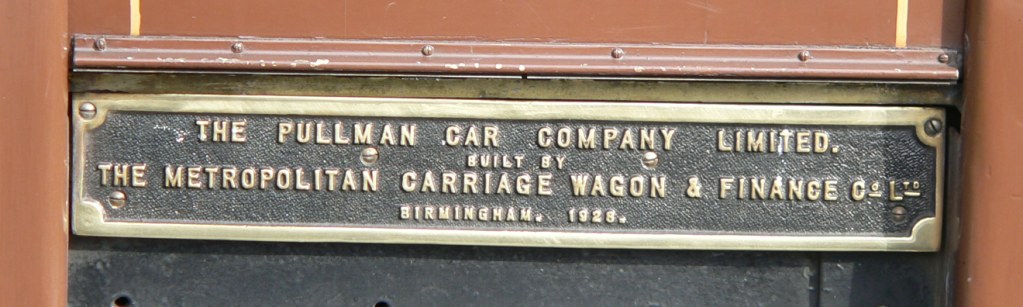 THE PULLMAN CAR COMPANY LIMITED.
BUILT BY
THE METROPOLITAN CARRIAGE WAGON & FINANCE Co LTD
BIRMINGHAM. 1928.